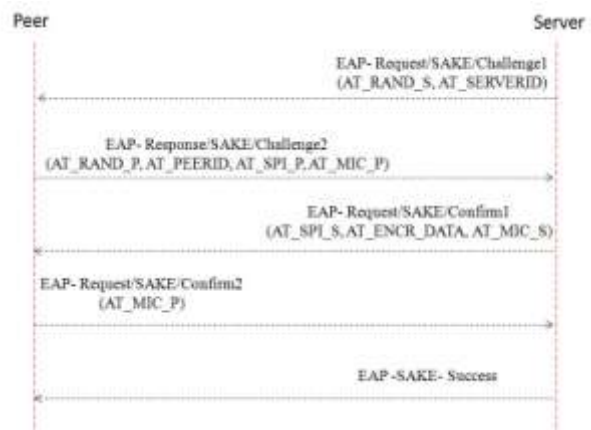 Peer
Server
EAP- Request/SAKE/Challenge1
(AT_RAND_S, AT_SERVERID)
EAP- Response/SAKE/Challenge2
(AT_RAND_P, AT_PEERID, AT_SPI_P, AT_MIC_P)
EAP- Request/SAKE/Confirm1
(AT_SPI_S, AT_ENCR_DATA, AT_MIC_S)
EAP- Request/SAKE/Confirm2
(AT_MIC_P)
EAP -SAKE- Success